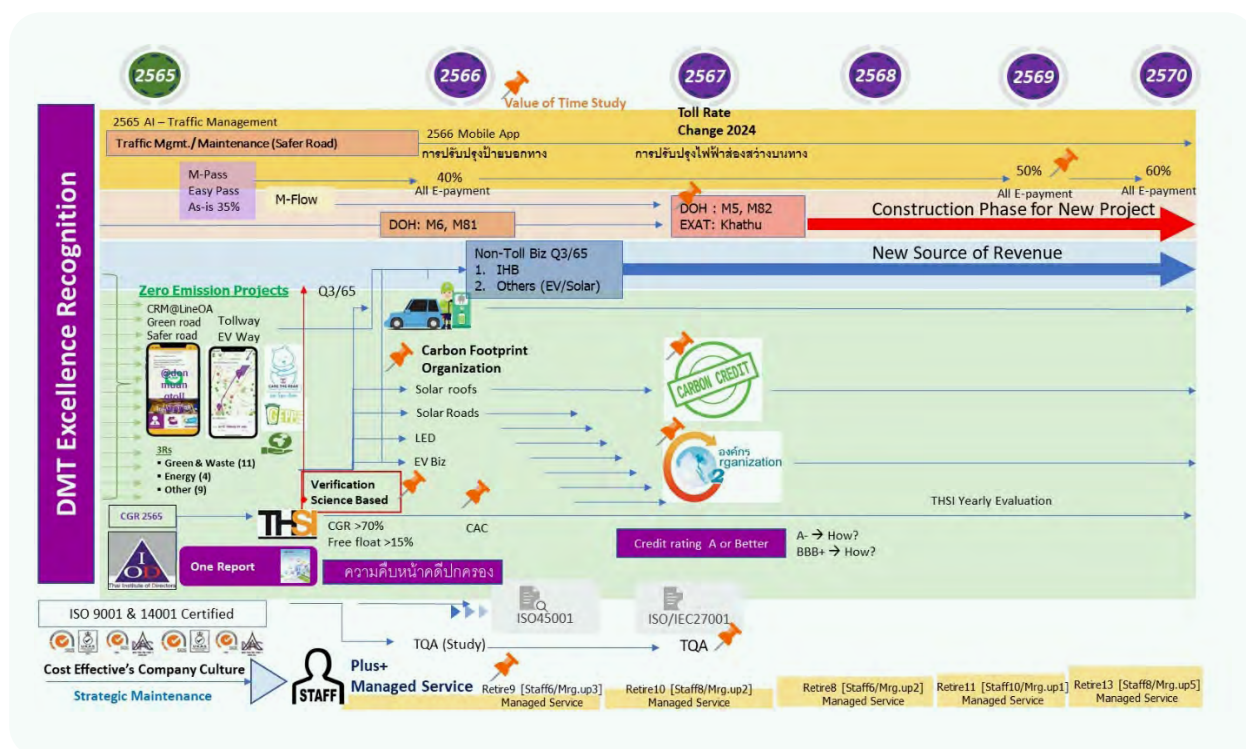 2565
2566
2567
2568
2569
2570
Value of Time Study
DMT Excellence Recognition
2565 AI – Traffic Management
Traffic Mgmt./ Maintenance (Safer Road)
2566 Mobile App
การปรับปรุงป้ายบอกทาง
Toll Rate
Change 2024
การปรับปรุงไฟฟ้าส่องสว่างบนทาง
M-Pass
Easy Pass
As-is 35%
M-Flow
40%
All E-payment
50%
All E-payment
60%
All E-payment
DOH: M6, M81
DOH : M5, M82
EXAT: Khathu
Construction Phase for New Project
Non-Toll Biz Q3/65
1. IHB
2. Others (EV/Solar)
New Source of Revenue
Zero Emission Projects
Q3/65
CRM@LineOA
Green road
Safer road
Tollway
EV Way
@don
muan
gtoll
Carbon Footprint
Organization
Solar roofs
Solar Roads
LED
EV Biz
CARBON CREDIT
องค์กร
rganization
2
3Rs
▪ Green & Waste (11)
▪ Energy (4)
▪ Other (9)
Verification
Science Based
CGR 2565
THSI
CGR >70%
Free float >15%
CAC
THSI Yearly Evaluation
Credit rating A or Better
A- → How?
BBB+ → How?
IOD
Thai Institute of Directors
One Report
ความคืบหน้าคดีปกครอง
ISO 9001 & 14001 Certified
ISO45001
ISO/IEC27001
TQA (Study)
TQA
Cost Effective's Company Culture
Strategic Maintenance
STAFF
Plus+
Managed Service
Retire9 [Staff6/Mrg.up3]
Managed Service
Retire10 [Staff8/Mrg.up2]
Managed Service
Retire8 [Staff6/Mrg.up2]
Managed Service
Retire11 [Staff10/Mrg.up1]
Managed Service
Retire13 [Staff8/Mrg.up5]
Managed Service